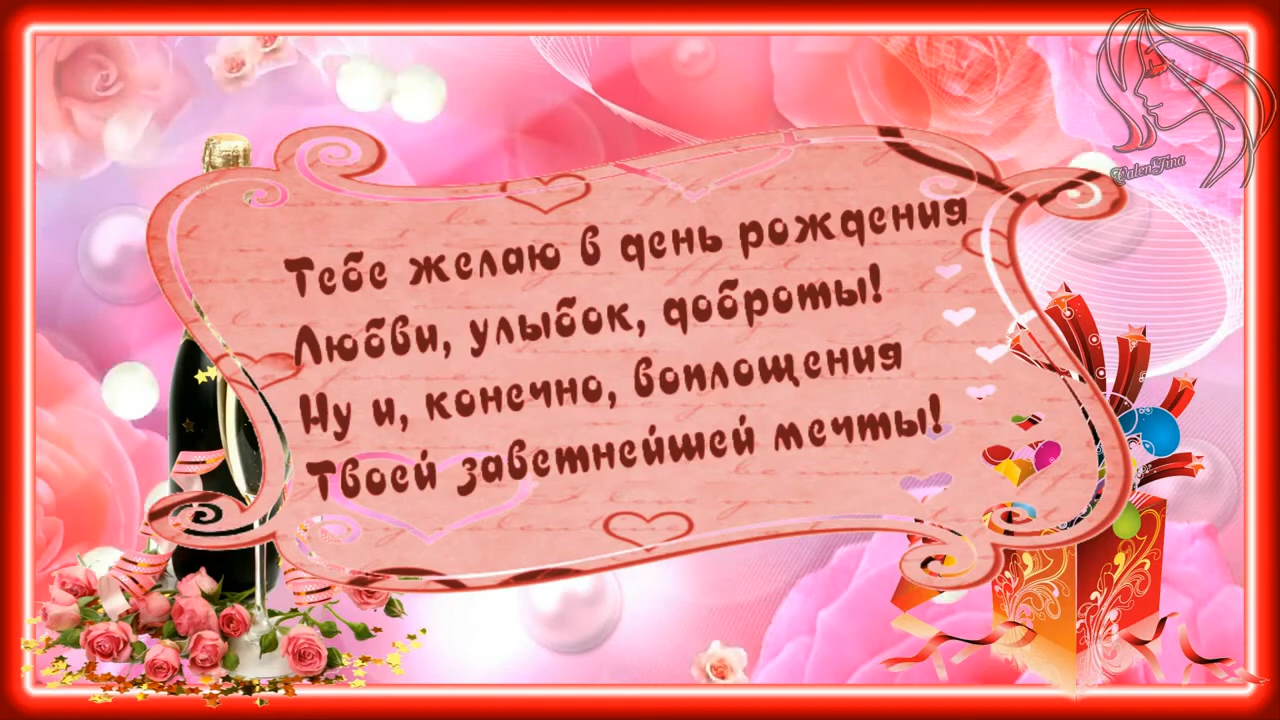 Тебе желаю в день рождения
Любви, улыбок, доброты!
Ну и, конечно, воплощения
Твоей заветнейшей мечты!
ValenTina